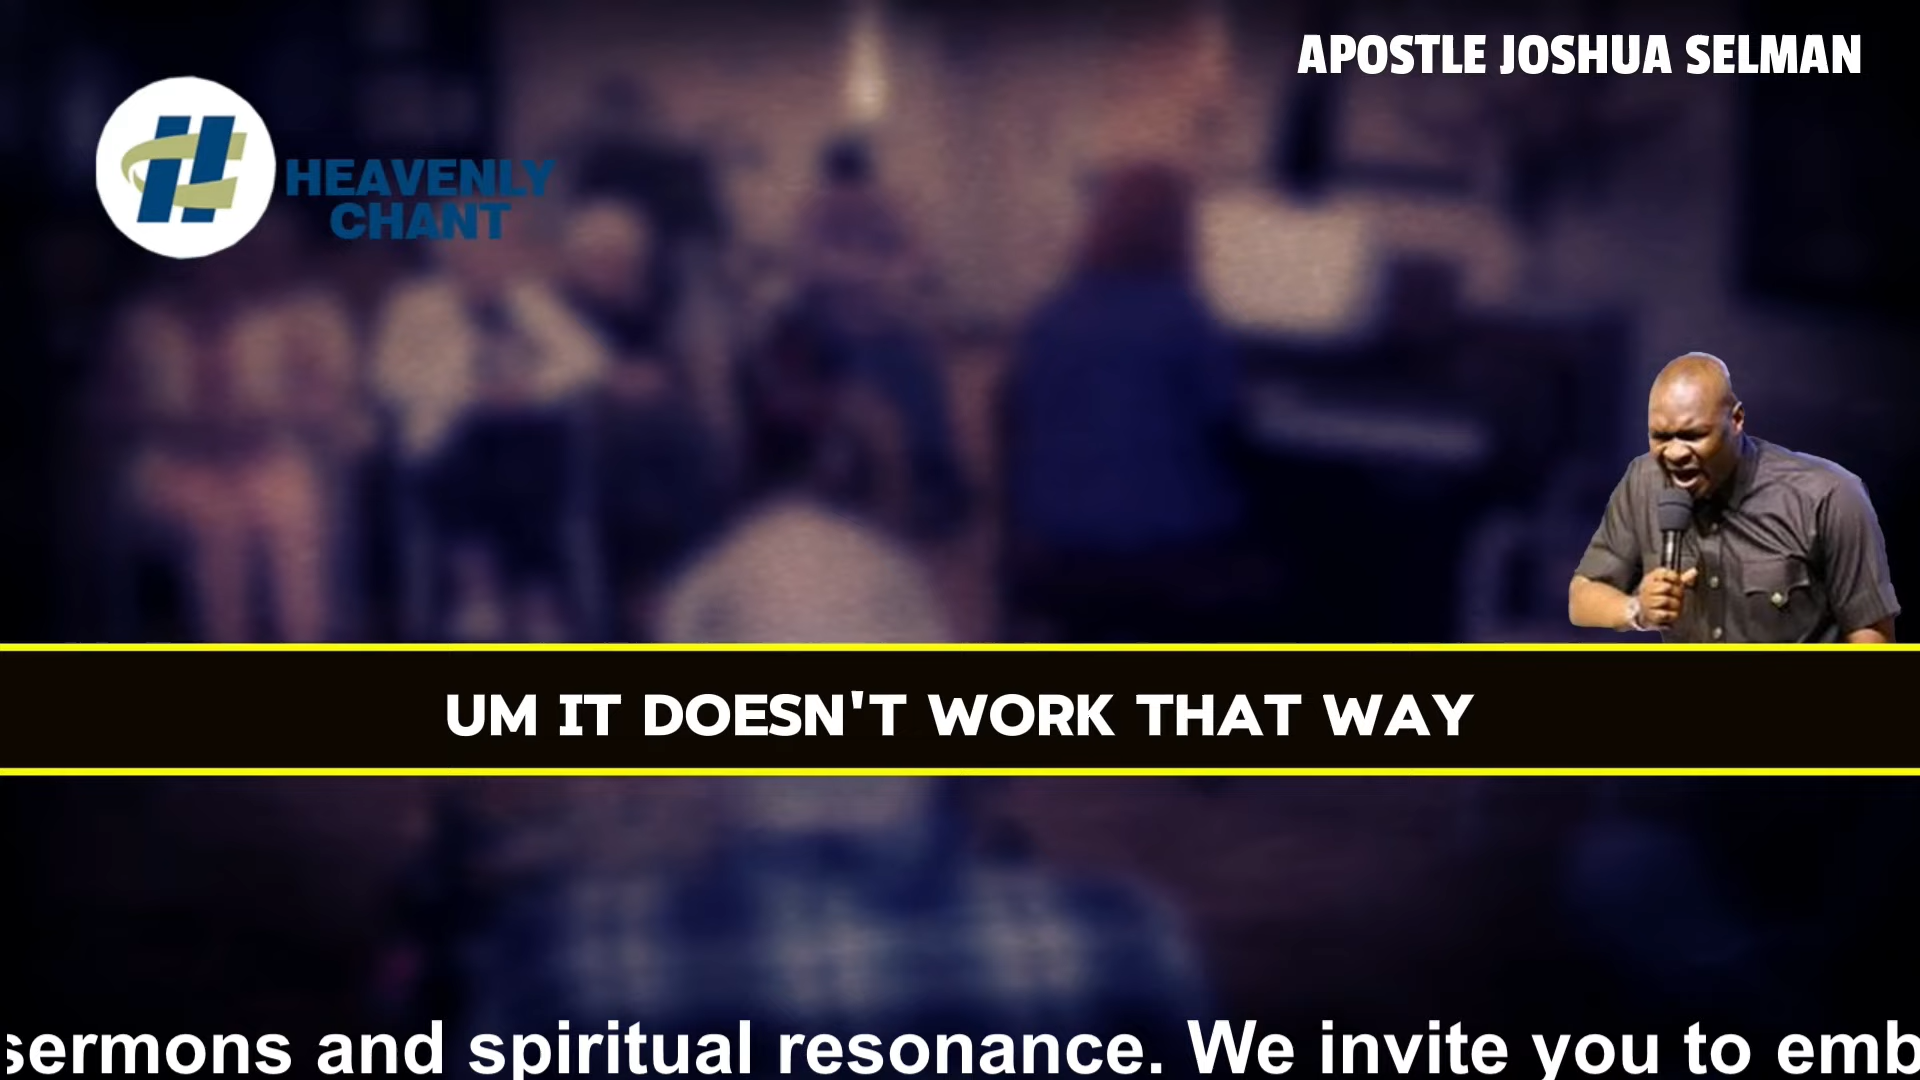 APOSTLE JOSHUA SELMAN
HEAVENLY
CHANT
UM IT DOESN'T WORK THAT WAY
sermons and spiritual resonance. We invite you to emb